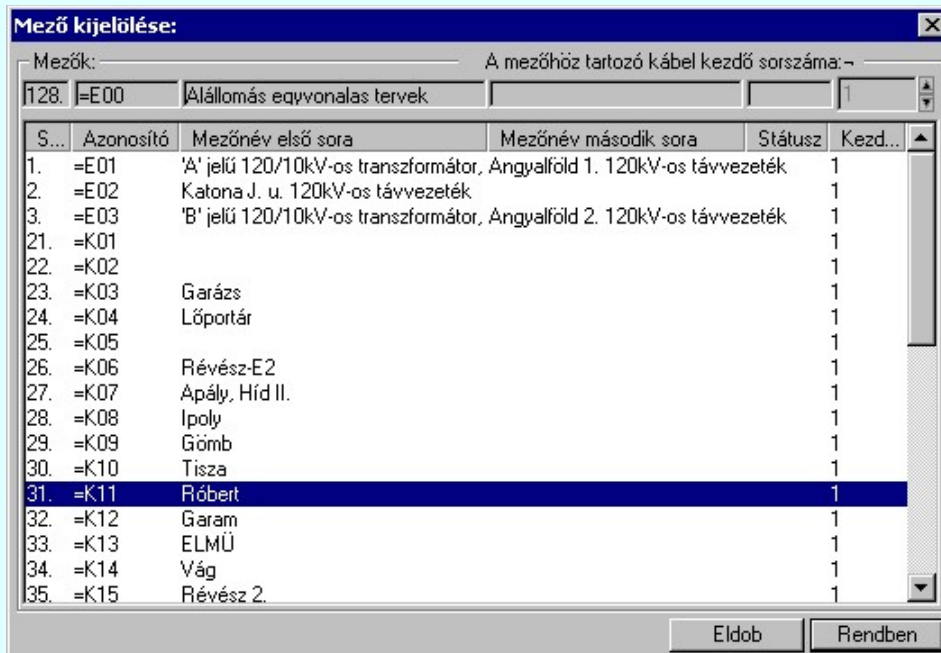 Mező kijelölése:
Mezők: A mezőhöz tartozó kábel kezdő sorszáma:¬
128. =E00 Alállomás egyvonalas tervek 1
S... Azonosító Mezőnév első sora Mezőnév második sora Státusz Kezd...
1. =E01 'A' jelű 120/10kV-os transzformátor, Angyalföld 1. 120kV-os távvezeték 1
2. =E02 Katona J. u. 120kV-os távvezeték 1
3. =E03 'B' jelű 120/10kV-os transzformátor, Angyalföld 2. 120kV-os távvezeték 1
21. =K01 1
22. =K02 1
23. =K03 Garázs 1
24. =K04 Lőportár 1
25. =K05 1
26. =K06 Révész-E2 1
27. =K07 Apály, Híd II. 1
28. =K08 Ipoly 1
29. =K09 Gömb 1
30. =K10 Tisza 1
31. =K11 Róbert 1
32. =K12 Garam 1
33. =K13 ELMÜ 1
34. =K14 Vág 1
35. =K15 Révész 2. 1
Eldob Rendben